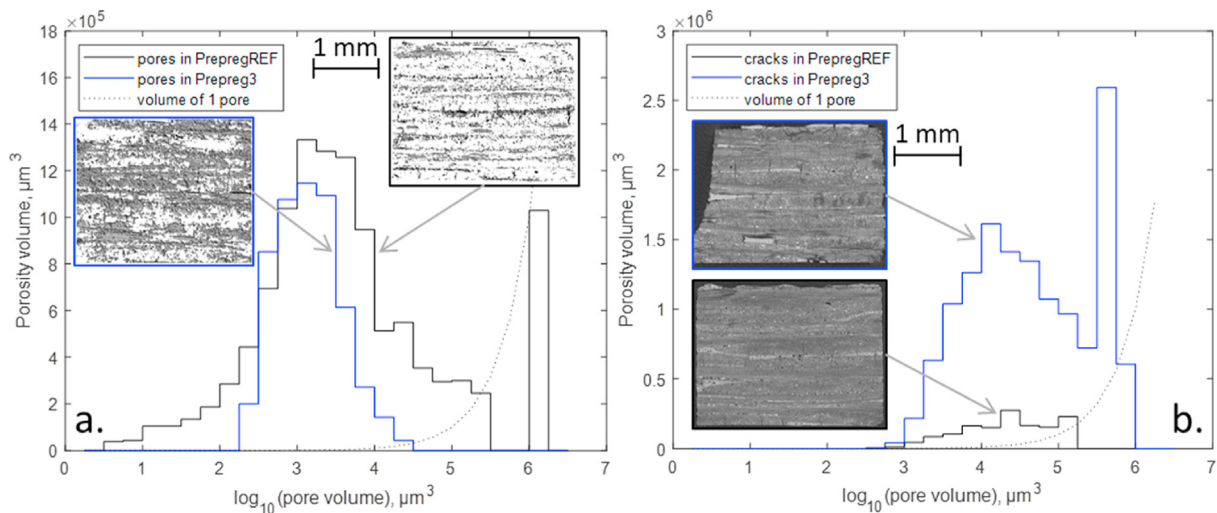 ×10⁵
18
16
14
12
10
8
6
4
2
0
Porosity volume, µm³
pores in PrepregREF
pores in Prepreg3
volume of 1 pore
1 mm
a.
0 1 2 3 4 5 6 7
log₁₀(pore volume), µm³
×10⁶
3
2.5
2
1.5
1
0.5
0
Porosity volume, µm³
cracks in PrepregREF
cracks in Prepreg3
volume of 1 pore
1 mm
b.
0 1 2 3 4 5 6 7
log₁₀(pore volume), µm³